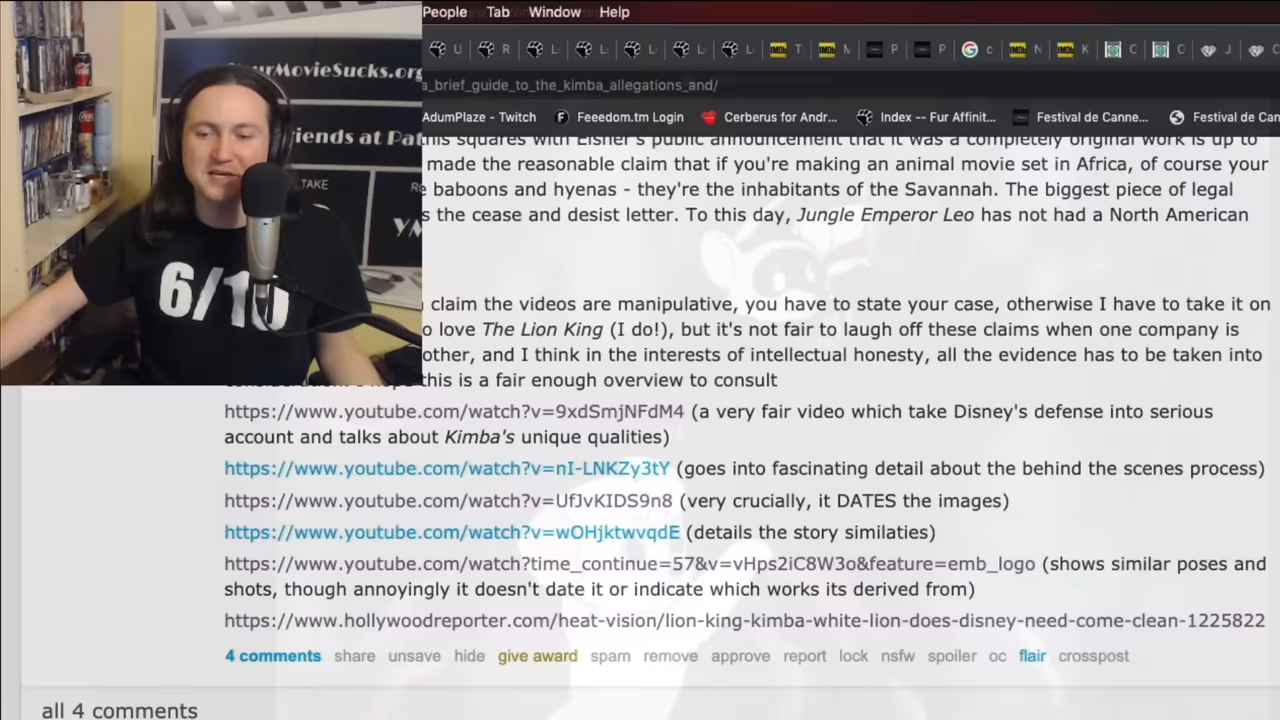 People Tab Window Help
U R L L L L L T M P P c N K C C J C
a_brief_guide_to_the_kimba_allegations_and/
AdumPlaze - Twitch Feeedom.tm Login Cerberus for Andr... Index -- Fur Affinit... Festival de Canne... Festival de Can
YourMovieSucks.org
riends at Pat
TAKE
YM
6/10
this squares with Eisner's public announcement that it was a completely original work is up to
made the reasonable claim that if you're making an animal movie set in Africa, of course your
e baboons and hyenas - they're the inhabitants of the Savannah. The biggest piece of legal
s the cease and desist letter. To this day, Jungle Emperor Leo has not had a North American
claim the videos are manipulative, you have to state your case, otherwise I have to take it on
o love The Lion King (I do!), but it's not fair to laugh off these claims when one company is
other, and I think in the interests of intellectual honesty, all the evidence has to be taken into
this is a fair enough overview to consult
https://www.youtube.com/watch?v=9xdSmjNFdM4 (a very fair video which take Disney's defense into serious
account and talks about Kimba's unique qualities)
https://www.youtube.com/watch?v=nI-LNKZy3tY (goes into fascinating detail about the behind the scenes process)
https://www.youtube.com/watch?v=UfJvKIDS9n8 (very crucially, it DATES the images)
https://www.youtube.com/watch?v=wOHjktwvqdE (details the story similaties)
https://www.youtube.com/watch?time_continue=57&v=vHps2iC8W3o&feature=emb_logo (shows similar poses and
shots, though annoyingly it doesn't date it or indicate which works its derived from)
https://www.hollywoodreporter.com/heat-vision/lion-king-kimba-white-lion-does-disney-need-come-clean-1225822
4 comments share unsave hide give award spam remove approve report lock nsfw spoiler oc flair crosspost
all 4 comments